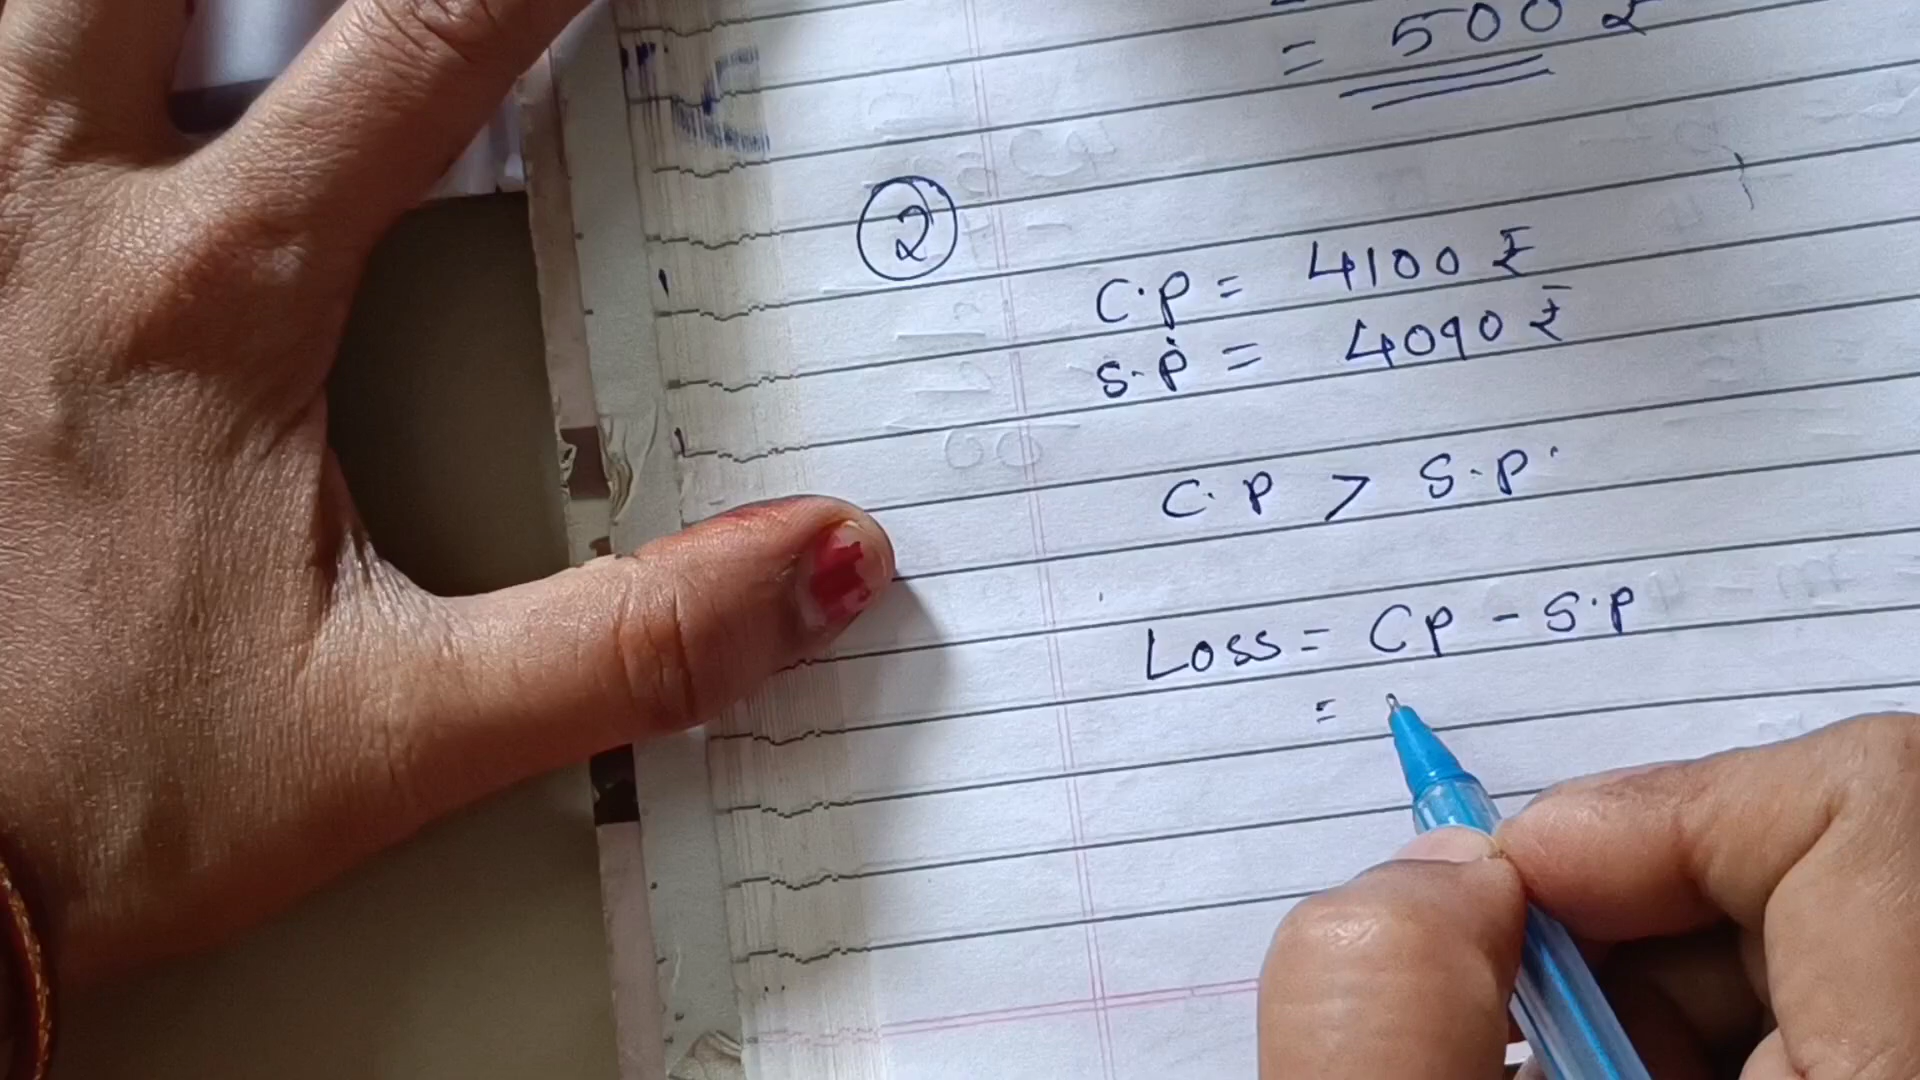 = 500 ₹
2
C.P = 4100 ₹
S.P = 4090 ₹
C.P > S.P.
Loss = CP - S.P
=